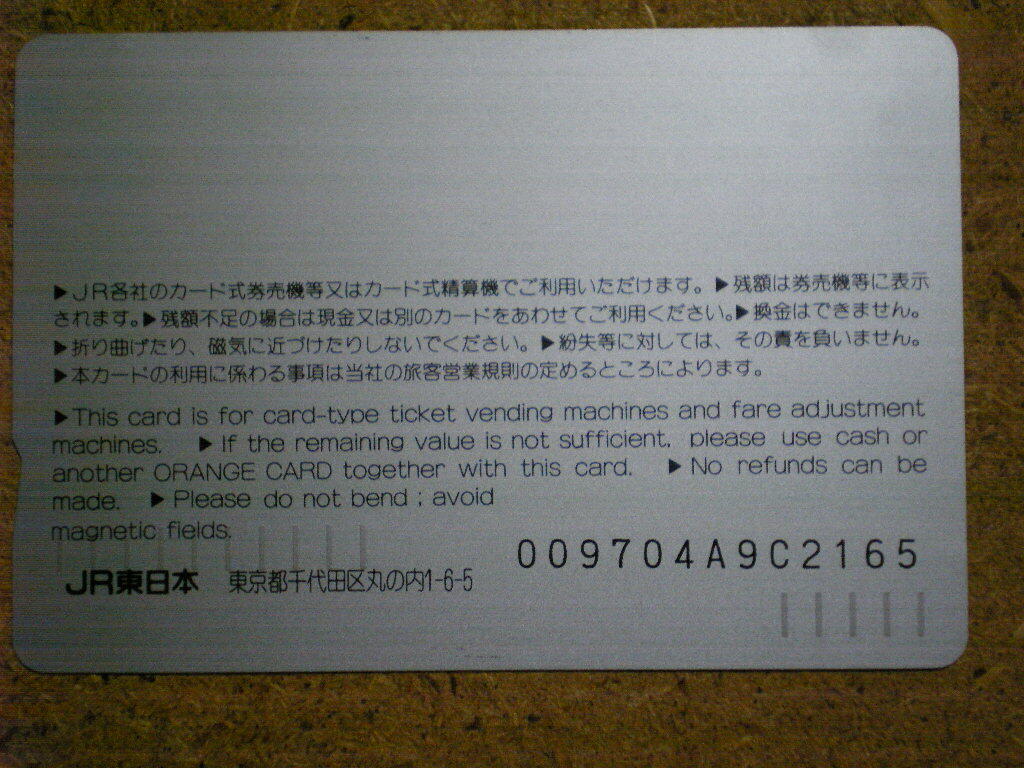 ▶JR各社のカード式券売機等又はカード式精算機でご利用いただけます。▶残額は券売機等に表示
されます。▶残額不足の場合は現金又は別のカードをあわせてご利用ください。▶換金はできません。
▶折り曲げたり、磁気に近づけたりしないでください。▶紛失等に対しては、その責を負いません。
▶本カードの利用に係わる事項は当社の旅客営業規則の定めるところによります。
▶This card is for card-type ticket vending machines and fare adjustment
machines. ▶If the remaining value is not sufficient, please use cash or
another ORANGE CARD together with this card. ▶No refunds can be
made. ▶Please do not bend ; avoid
magnetic fields.
009704A9C2165
JR東日本 東京都千代田区丸の内1-6-5